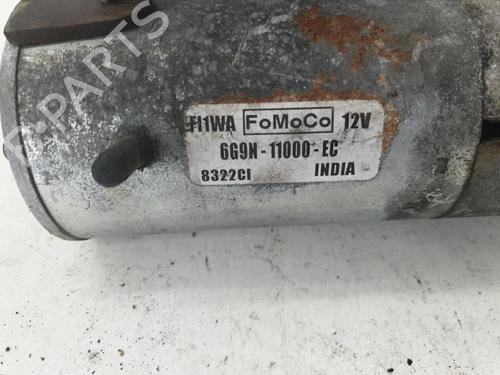 FI1WA FoMoCo 12V
6G9N-11000-EC
8322CI INDIA
B-PARTS